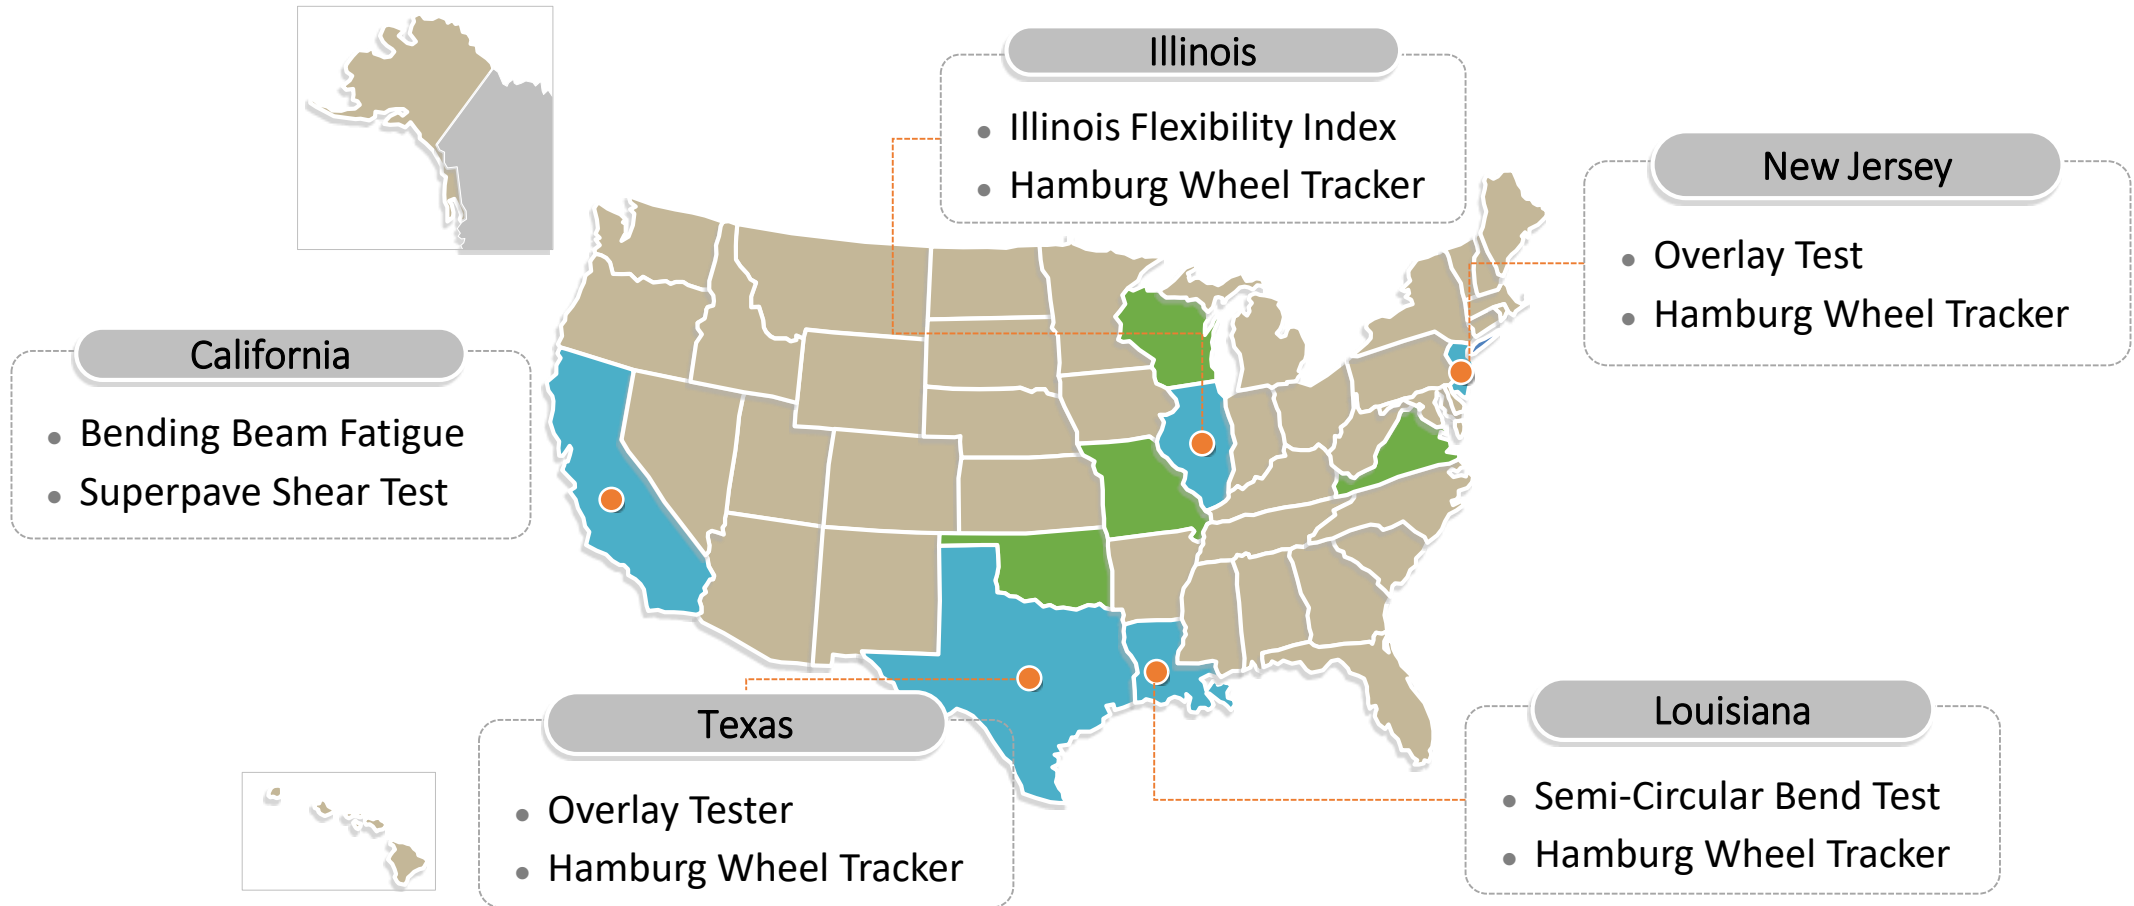 Illinois
• Illinois Flexibility Index
• Hamburg Wheel Tracker
New Jersey
• Overlay Test
• Hamburg Wheel Tracker
California
• Bending Beam Fatigue
• Superpave Shear Test
Texas
• Overlay Tester
• Hamburg Wheel Tracker
Louisiana
• Semi-Circular Bend Test
• Hamburg Wheel Tracker